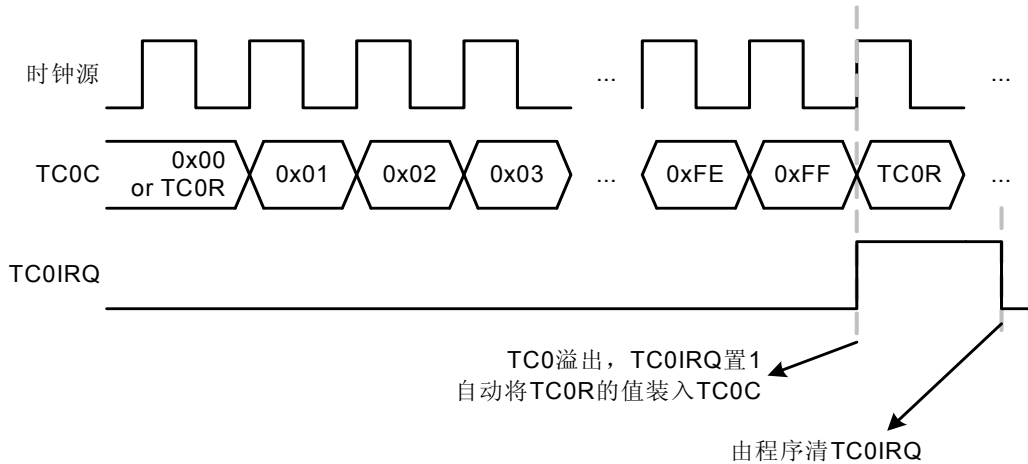 时钟源
...
...
TC0C
0x00
or TC0R
0x01
0x02
0x03
...
0xFE
0xFF
TC0R
...
TC0IRQ
TC0溢出，TC0IRQ置1
自动将TC0R的值装入TC0C
由程序清TC0IRQ